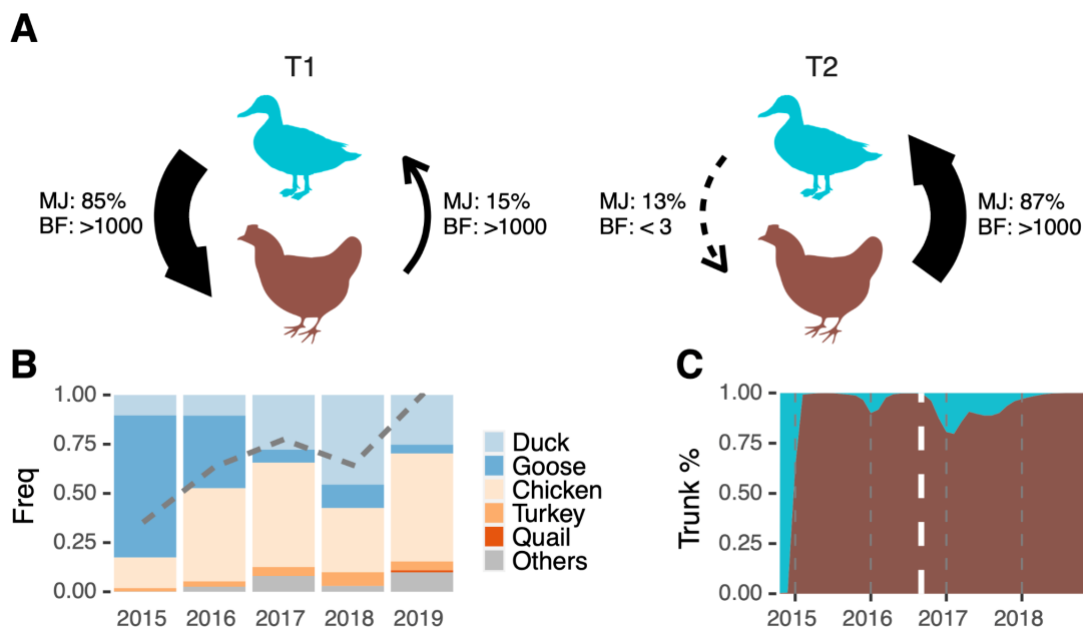 A
T1
T2
MJ: 85%
BF: >1000
MJ: 15%
BF: >1000
MJ: 13%
BF: < 3
MJ: 87%
BF: >1000
B
Freq
1.00
0.75
0.50
0.25
0.00
2015 2016 2017 2018 2019
Duck
Goose
Chicken
Turkey
Quail
Others
C
Trunk %
1.00
0.75
0.50
0.25
0.00
2015 2016 2017 2018